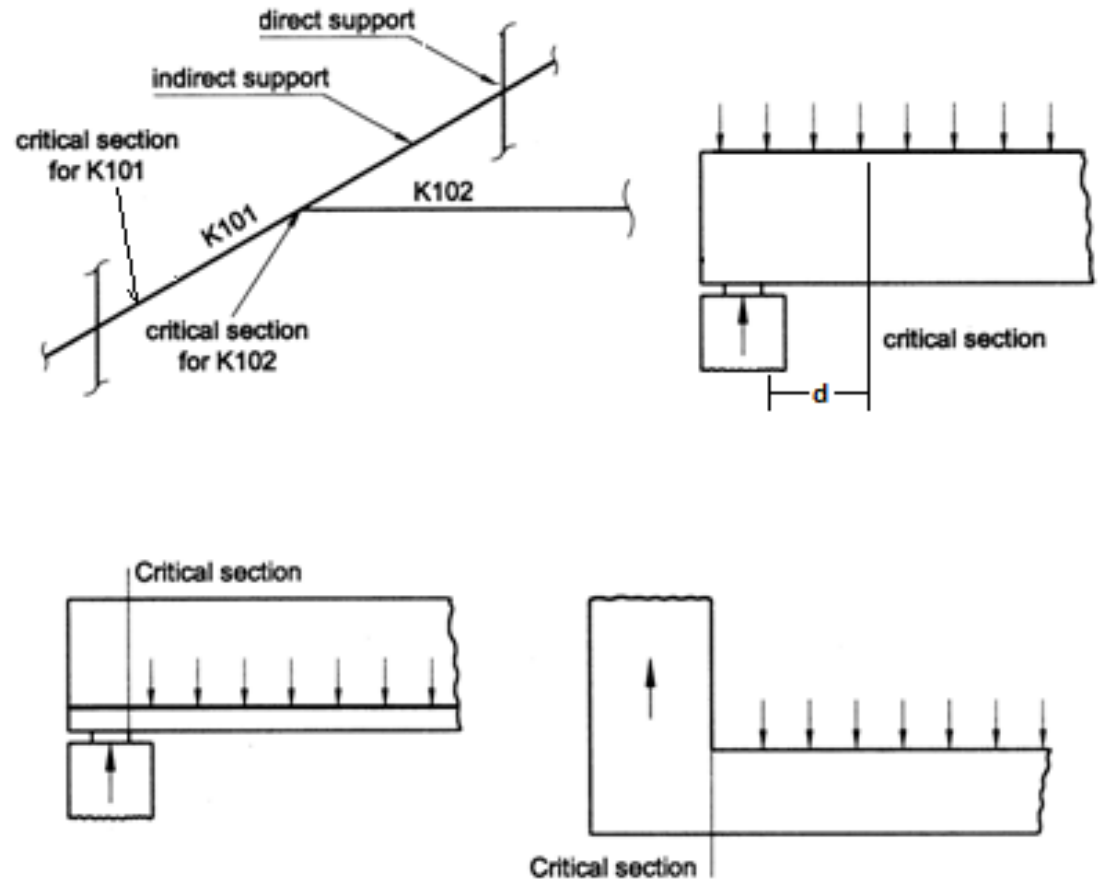 direct support
indirect support
critical section
for K101
K102
K101
critical section
for K102
critical section
d
Critical section
Critical section